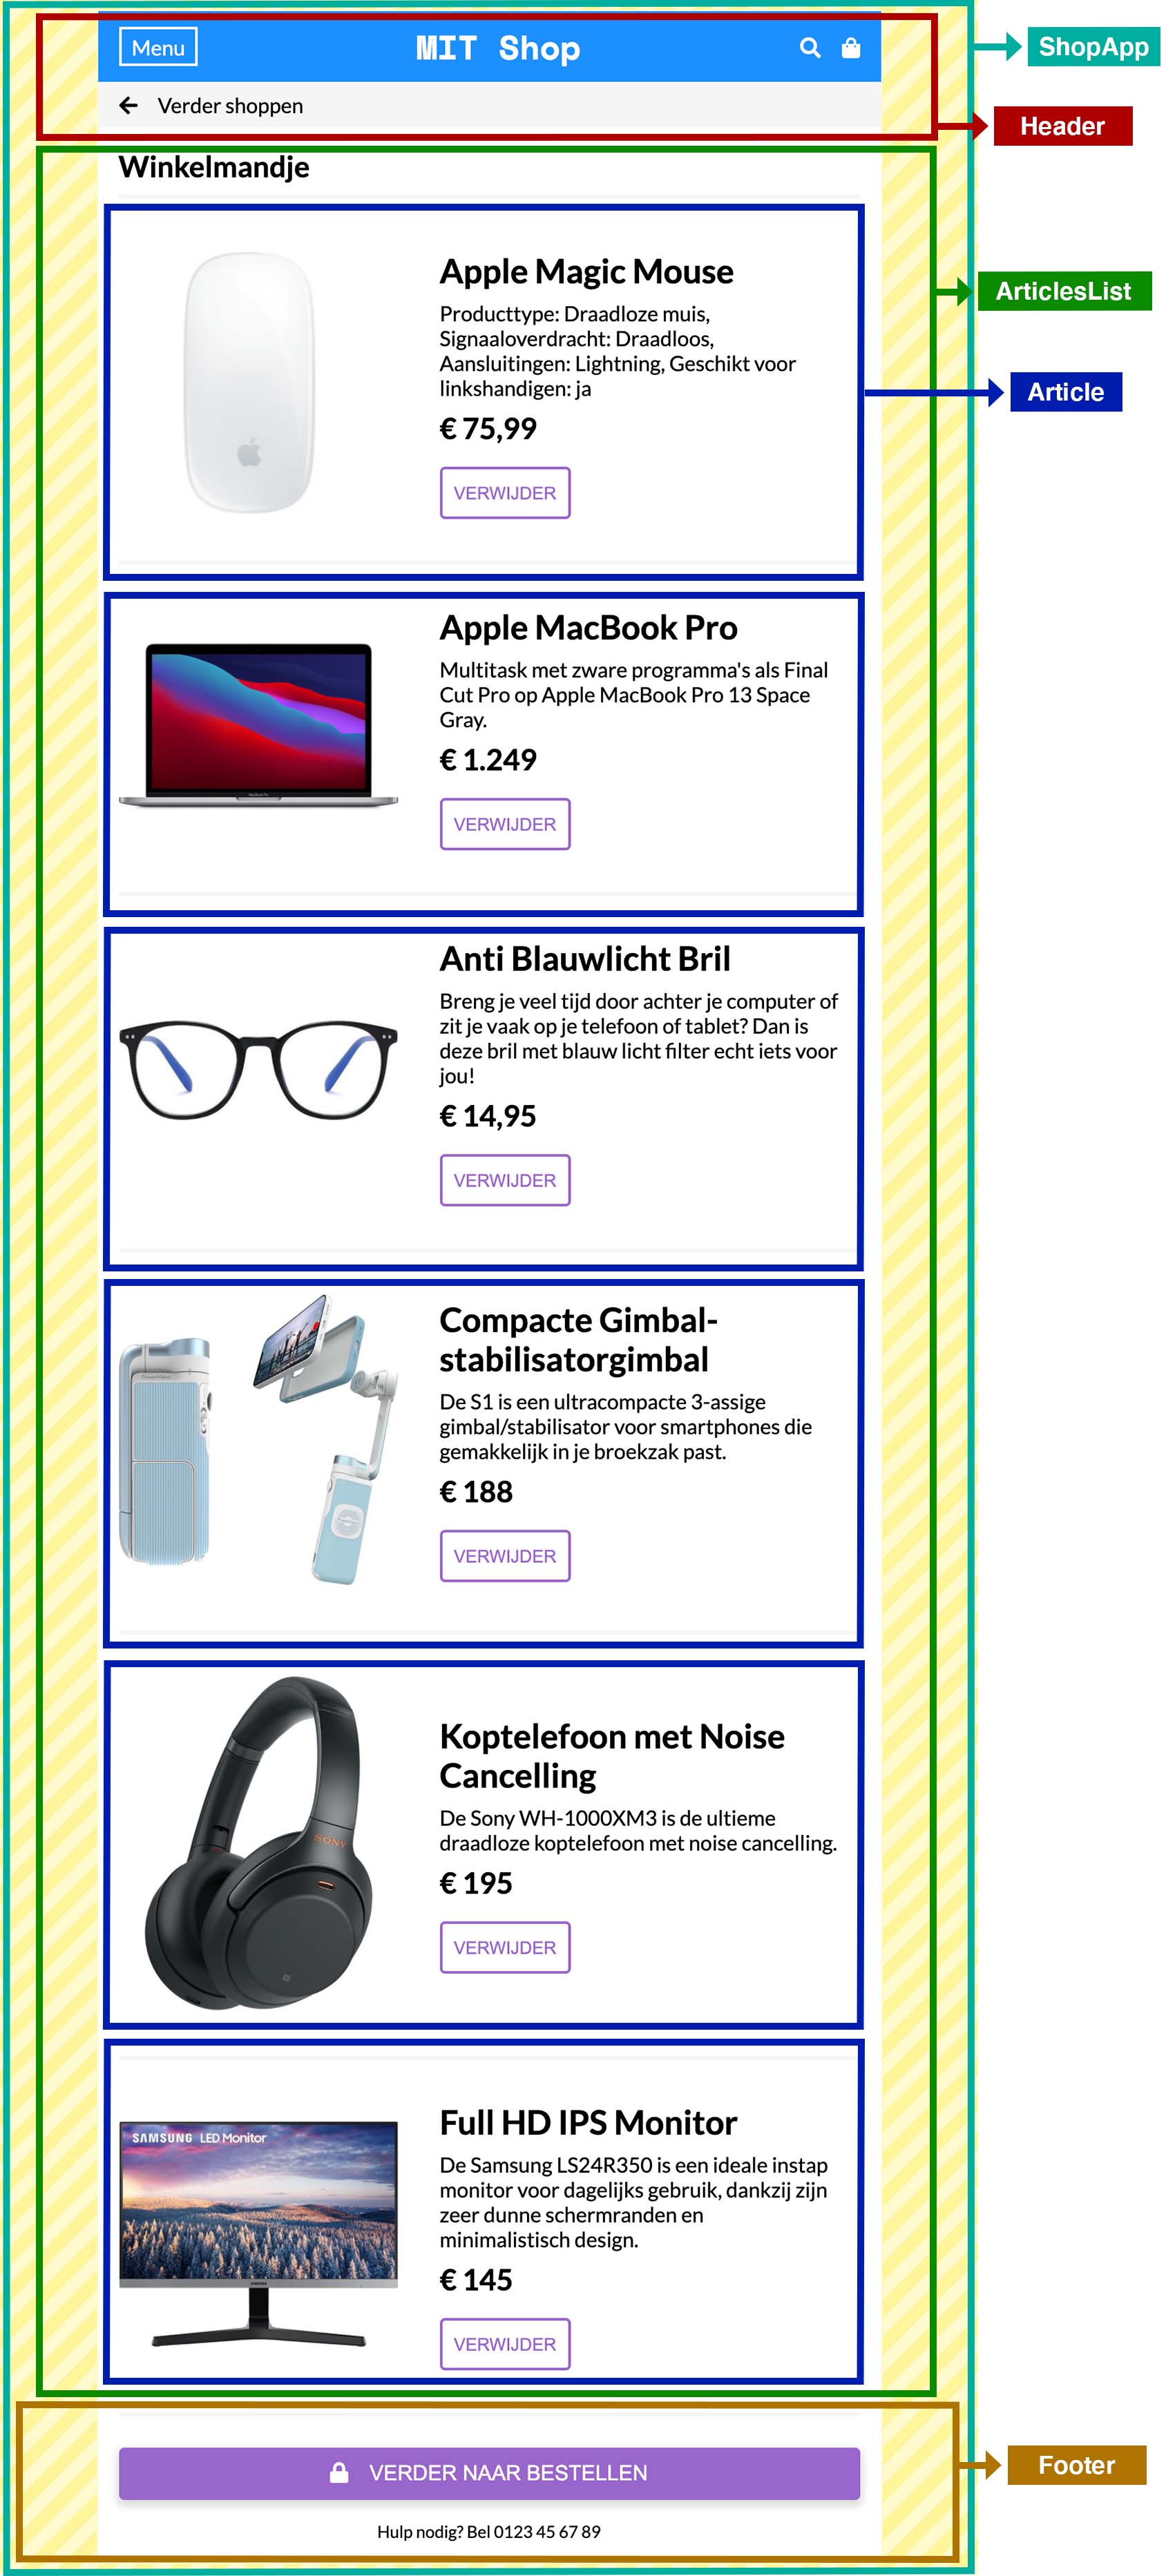 Menu
MIT Shop
ShopApp
Verder shoppen
Header
Winkelmandje
Apple Magic Mouse
Producttype: Draadloze muis,
Signaaloverdracht: Draadloos,
Aansluitingen: Lightning, Geschikt voor
linkshandigen: ja
€ 75,99
VERWIJDER
ArticlesList
Article
Apple MacBook Pro
Multitask met zware programma's als Final
Cut Pro op Apple MacBook Pro 13 Space
Gray.
€ 1.249
VERWIJDER
Anti Blauwlicht Bril
Breng je veel tijd door achter je computer of
zit je vaak op je telefoon of tablet? Dan is
deze bril met blauw licht filter echt iets voor
jou!
€ 14,95
VERWIJDER
Compacte Gimbal-
stabilisatorgimbal
De S1 is een ultracompacte 3-assige
gimbal/stabilisator voor smartphones die
gemakkelijk in je broekzak past.
€ 188
VERWIJDER
SONY
Koptelefoon met Noise
Cancelling
De Sony WH-1000XM3 is de ultieme
draadloze koptelefoon met noise cancelling.
€ 195
VERWIJDER
SAMSUNG LED Monitor
Full HD IPS Monitor
De Samsung LS24R350 is een ideale instap
monitor voor dagelijks gebruik, dankzij zijn
zeer dunne schermranden en
minimalistisch design.
€ 145
VERWIJDER
VERDER NAAR BESTELLEN
Footer
Hulp nodig? Bel 0123 45 67 89